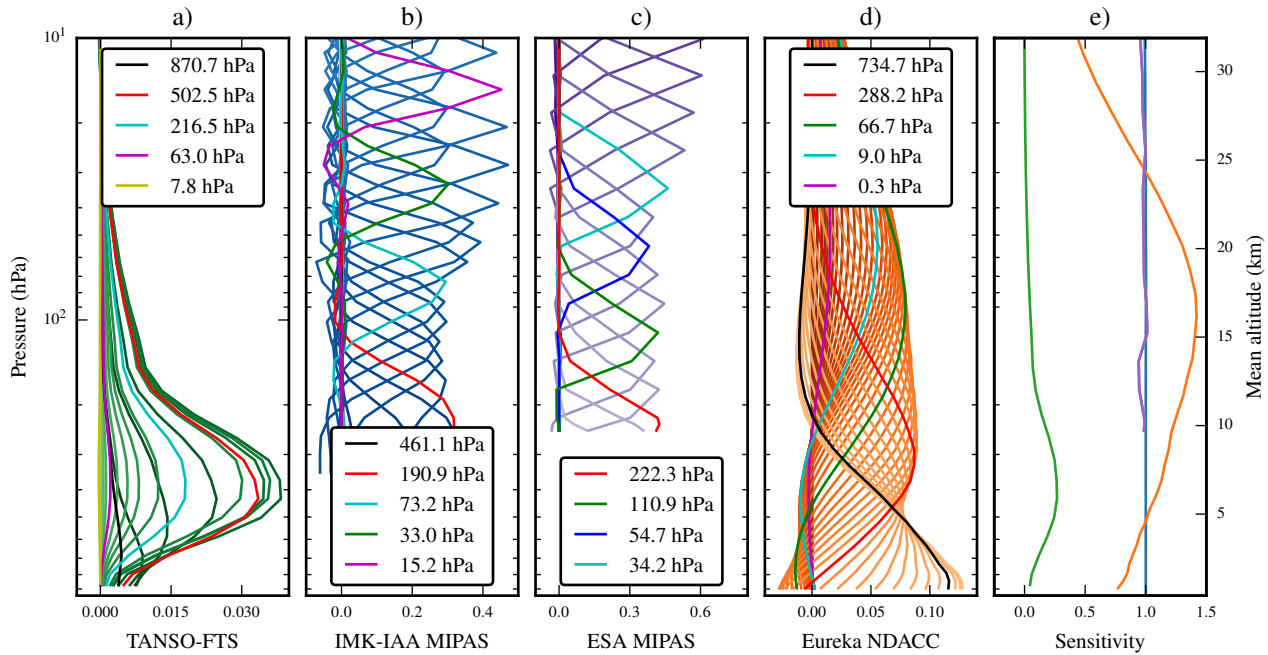 a) b) c) d) e)
10¹
870.7 hPa
502.5 hPa
216.5 hPa
63.0 hPa
7.8 hPa
734.7 hPa
288.2 hPa
66.7 hPa
9.0 hPa
0.3 hPa
30
25
20
15
10
5
Mean altitude (km)
Pressure (hPa)
10²
461.1 hPa
190.9 hPa
73.2 hPa
33.0 hPa
15.2 hPa
222.3 hPa
110.9 hPa
54.7 hPa
34.2 hPa
0.000 0.015 0.030
0.0 0.2 0.4
0.0 0.3 0.6
0.00 0.05 0.10
0.0 0.5 1.0 1.5
TANSO-FTS IMK-IAA MIPAS ESA MIPAS Eureka NDACC Sensitivity